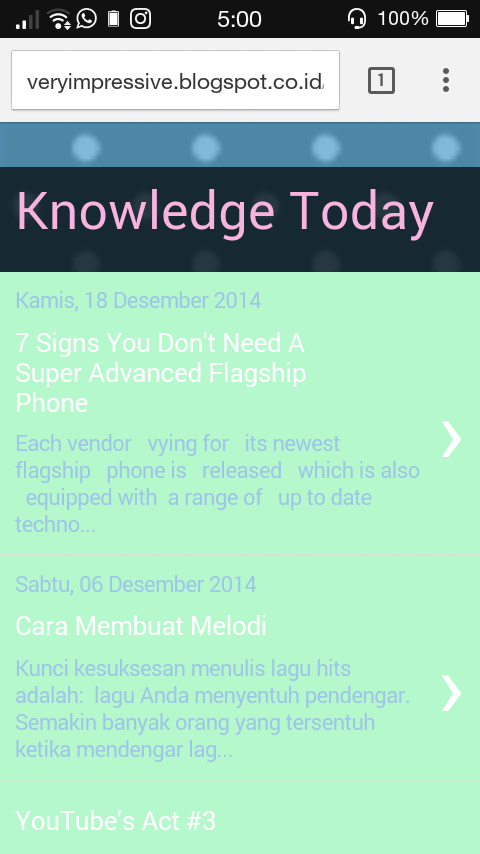 5:00
100%
veryimpressive.blogspot.co.id/
1
Knowledge Today
Kamis, 18 Desember 2014
7 Signs You Don't Need A
Super Advanced Flagship
Phone
Each vendor vying for its newest
flagship phone is released which is also
equipped with a range of up to date
techno...
Sabtu, 06 Desember 2014
Cara Membuat Melodi
Kunci kesuksesan menulis lagu hits
adalah: lagu Anda menyentuh pendengar.
Semakin banyak orang yang tersentuh
ketika mendengar lag...
YouTube's Act #3